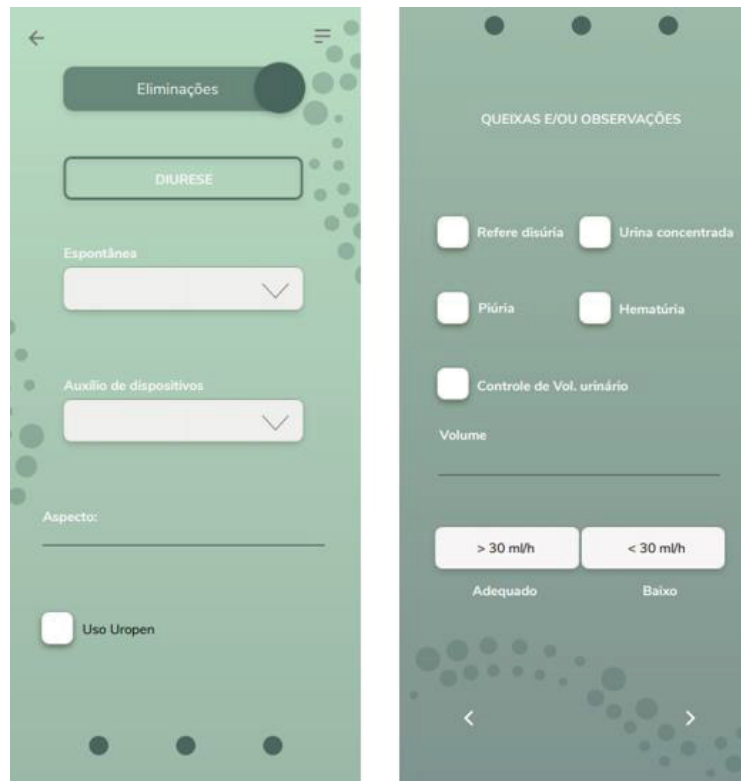 Eliminações
DIURESE
Espontânea
Auxílio de dispositivos
Aspecto:
Uso Uropen
QUEIXAS E/OU OBSERVAÇÕES
Refere disúria Urina concentrada
Piúria Hematúria
Controle de Vol. urinário
Volume
> 30 ml/h < 30 ml/h
Adequado Baixo